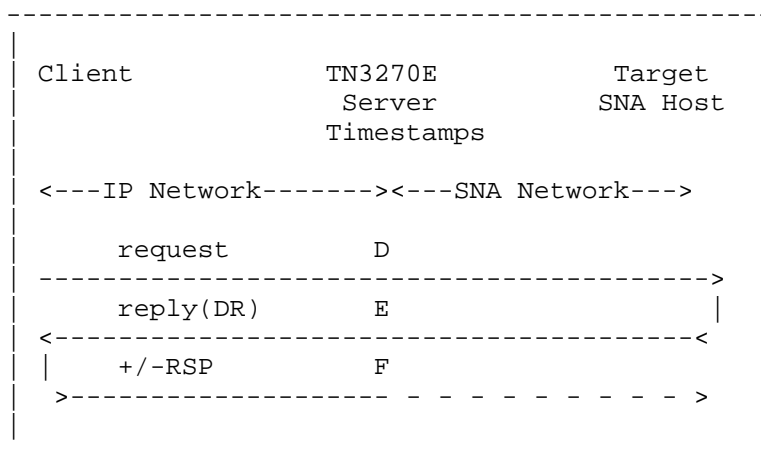 Client TN3270E Target
Server SNA Host
Timestamps
<---IP Network-------><---SNA Network--->
request D
reply(DR) E
+/-RSP F